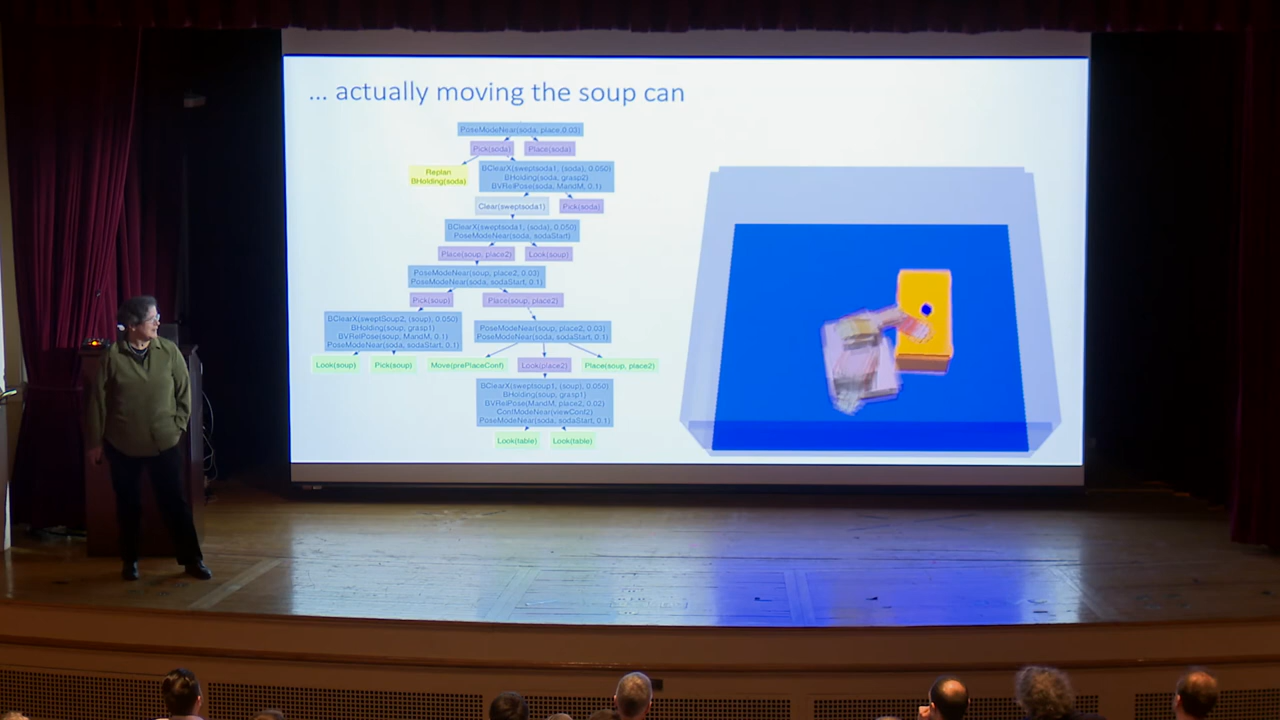 ... actually moving the soup can
PoseModeNear(soda, place,0.03)
Pick(soda)
Place(soda)
Replan
BHolding(soda)
BClearX(sweptsoda1, (soda), 0.050)
BHolding(soda, grasp2)
BVRelPose(soda, MandM, 0.1)
Clear(sweptsoda1)
Pick(soda)
BClearX(sweptsoda1, (soda), 0.050)
PoseModeNear(soda, sodaStart)
Place(soup, place2)
Look(soup)
PoseModeNear(soup, place2, 0.03)
PoseModeNear(soda, sodaStart, 0.1)
Pick(soup)
Place(soup, place2)
BClearX(sweptSoup2, (soup), 0.050)
BHolding(soup, grasp1)
BVRelPose(soup, MandM, 0.1)
PoseModeNear(soda, sodaStart, 0.1)
PoseModeNear(soup, place2, 0.03)
PoseModeNear(soda, sodaStart, 0.1)
Look(soup)
Pick(soup)
Move(prePlaceConf)
Look(place2)
Place(soup, place2)
BClearX(sweptsoup1, (soup), 0.050)
BHolding(soup, grasp1)
BVRelPose(MandM, place2, 0.02)
ConfModeNear(viewConf2)
PoseModeNear(soda, sodaStart, 0.1)
Look(table)
Look(table)